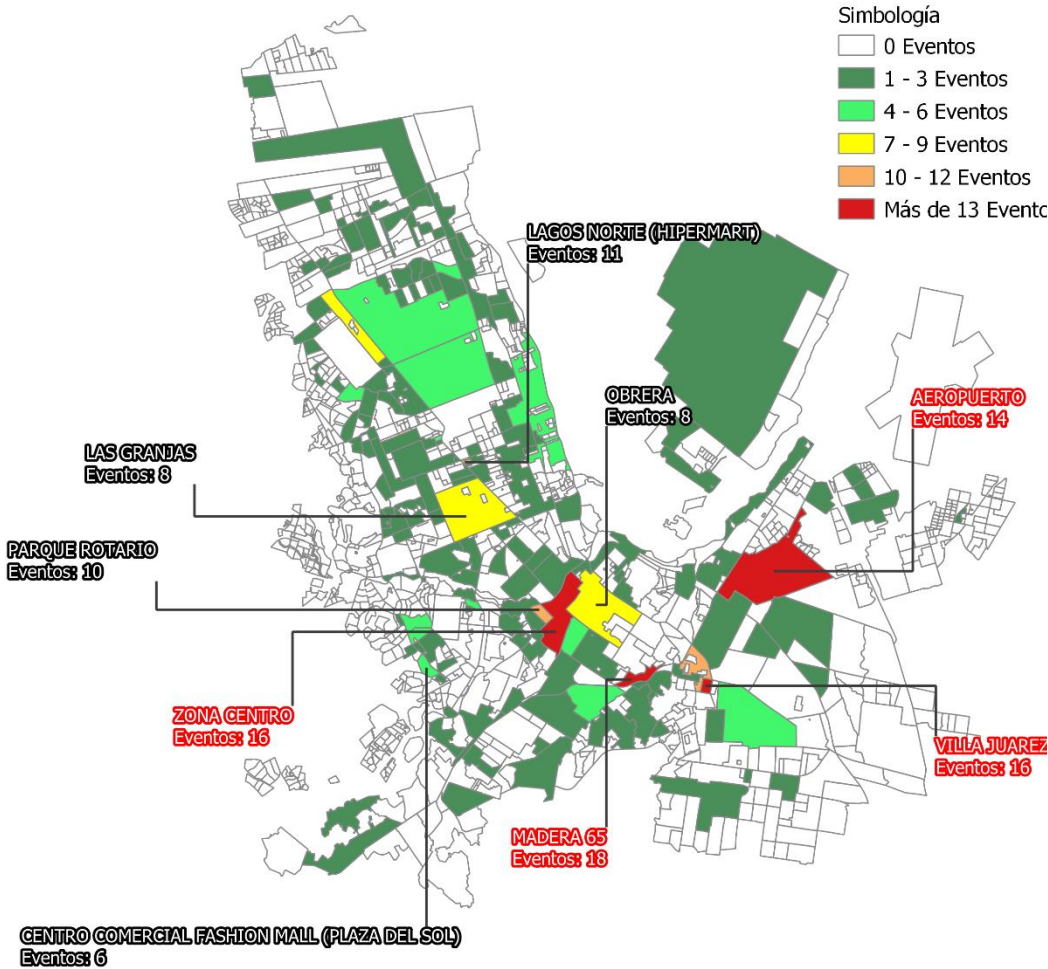 Simbología
0 Eventos
1 - 3 Eventos
4 - 6 Eventos
7 - 9 Eventos
10 - 12 Eventos
Más de 13 Evento
LAGOS NORTE (HIPERMART)
Eventos: 11
OBRERA
Eventos: 8
AEROPUERTO
Eventos: 14
LAS GRANJAS
Eventos: 8
PARQUE ROTARIO
Eventos: 10
ZONA CENTRO
Eventos: 16
VILLA JUAREZ
Eventos: 16
MADERA 65
Eventos: 18
CENTRO COMERCIAL FASHION MALL (PLAZA DEL SOL)
Eventos: 6